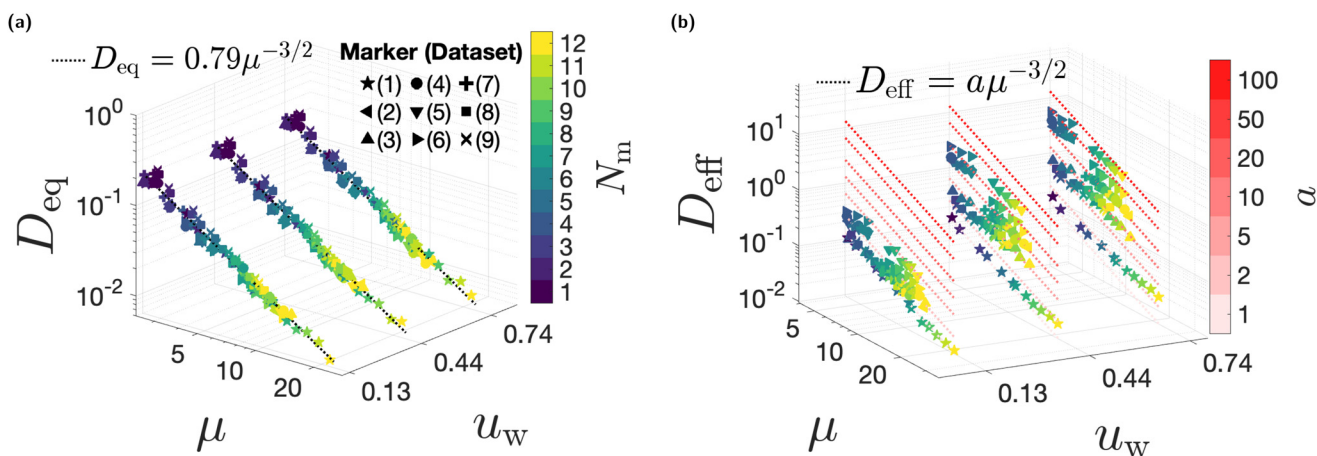 (a)
D_eq = 0.79μ^{-3/2}
Marker (Dataset)
★(1) ●(4) ✚(7)
◀(2) ▼(5) ■(8)
▲(3) ▶(6) ×(9)
10^0
10^{-1}
10^{-2}
D_eq
5
10
20
μ
0.13
0.44
0.74
u_w
12
11
10
9
8
7
6
5
4
3
2
1
N_m
(b)
D_eff = aμ^{-3/2}
10^1
10^0
10^{-1}
10^{-2}
D_eff
5
10
20
μ
0.13
0.44
0.74
u_w
100
50
20
10
5
2
1
a